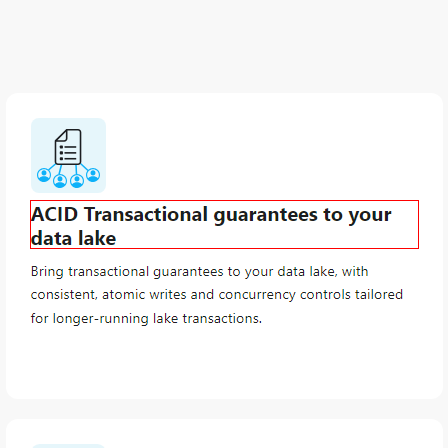 ACID Transactional guarantees to your
data lake
Bring transactional guarantees to your data lake, with
consistent, atomic writes and concurrency controls tailored
for longer-running lake transactions.